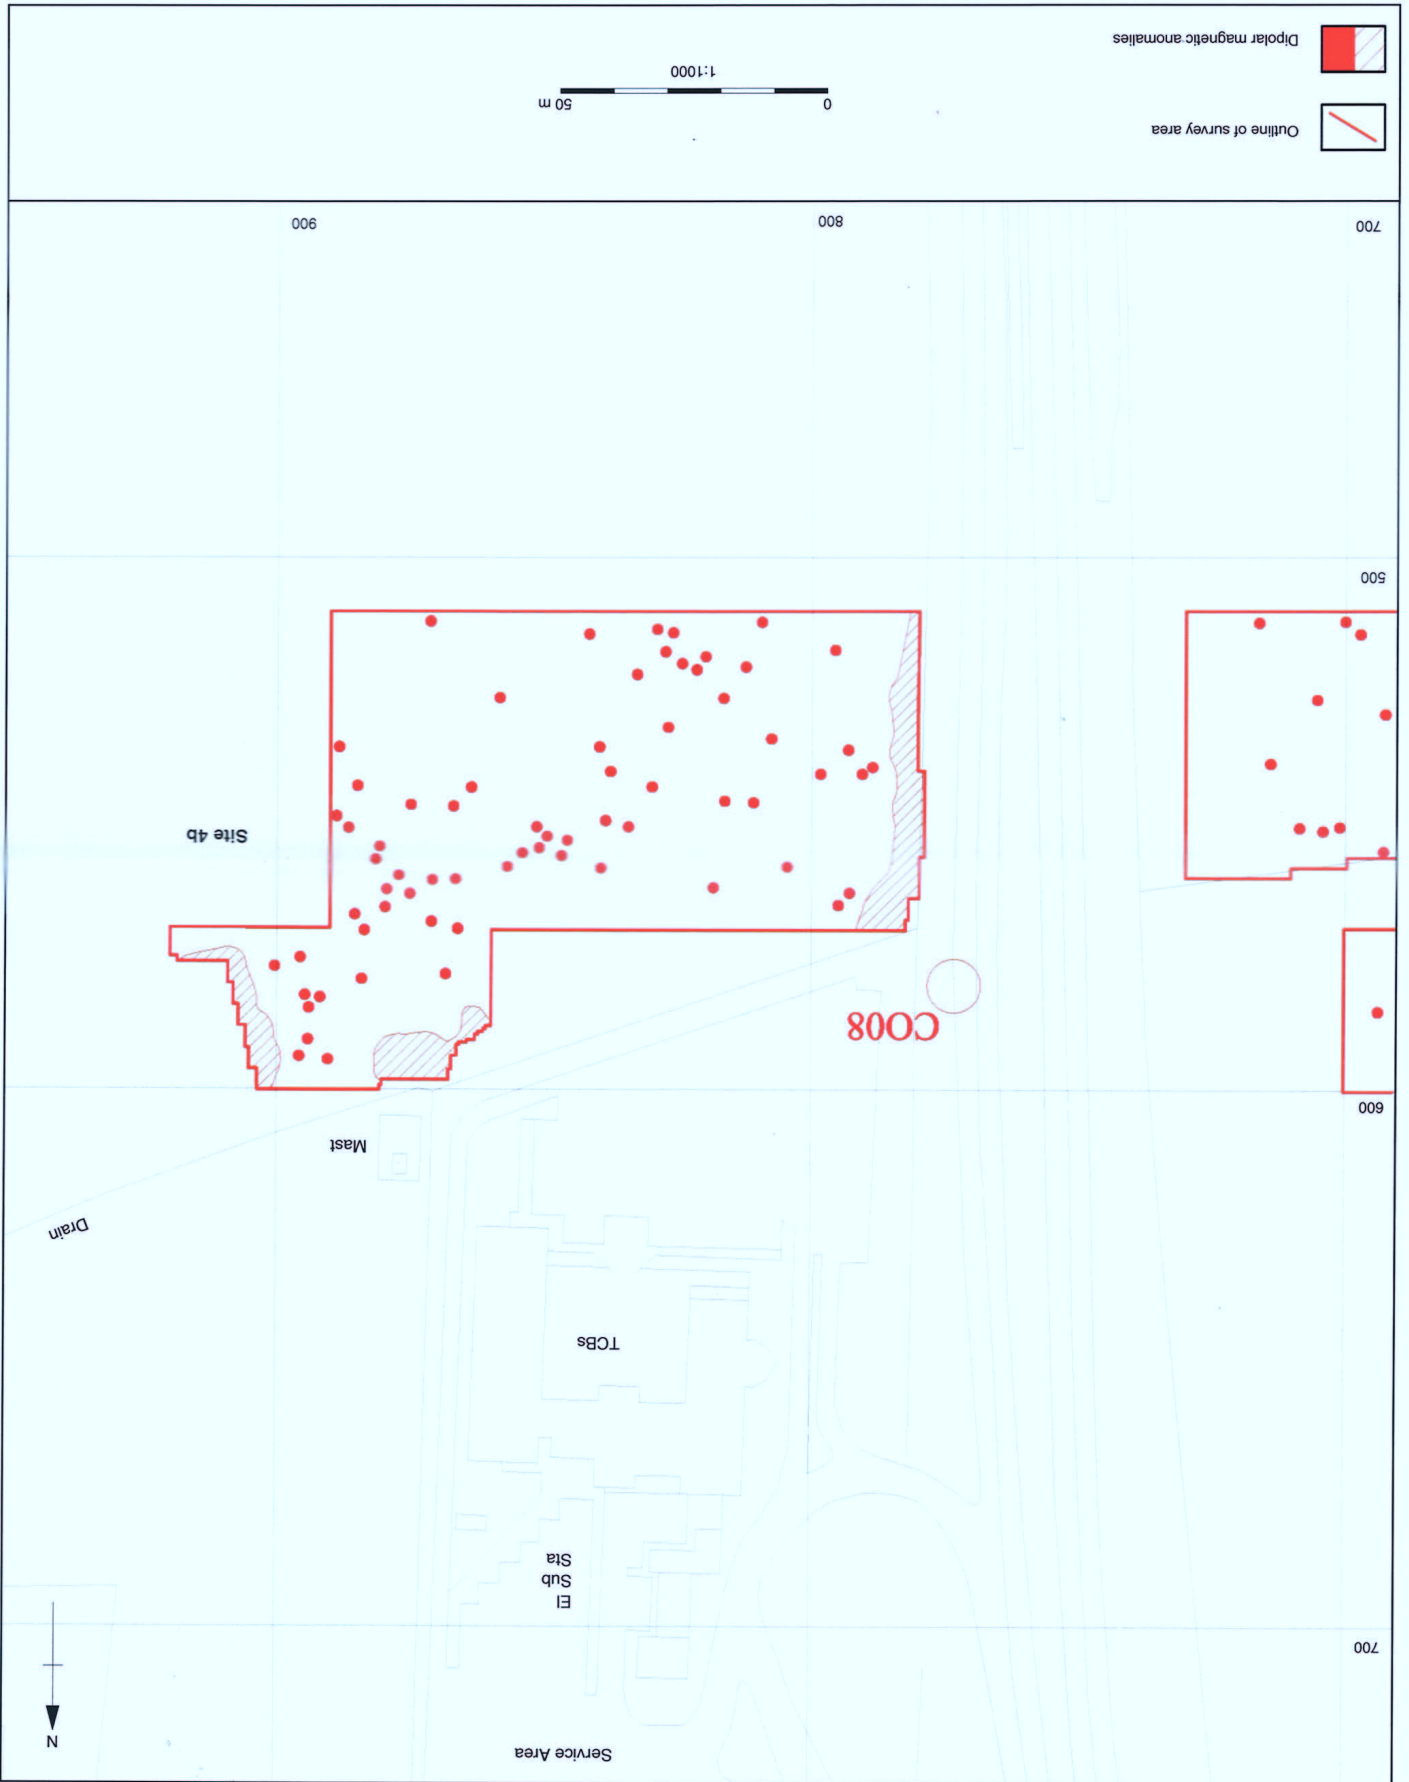 N
Service Area
700
El
Sub
Sta
TCBs
Drain
Mast
600
CO08
Site 4b
500
700
800
900
Outline of survey area
0
50 m
1:1000
Dipolar magnetic anomalies